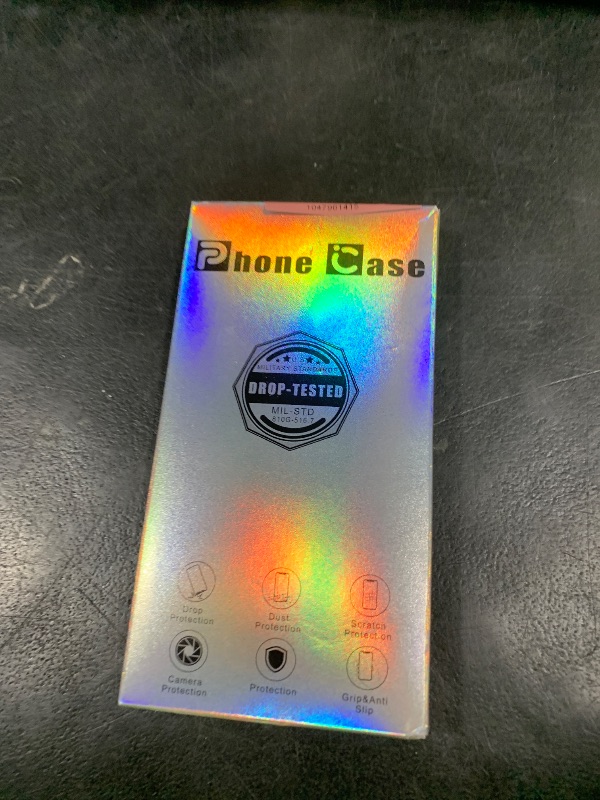 1047961415
Phone Case
U.S
MILITARY STANDARDS
DROP-TESTED
MIL-STD
810G-516.7
Drop
Protection
Dust
Protection
Scratch
Protection
Camera
Protection
Protection
Grip&Anti
Slip